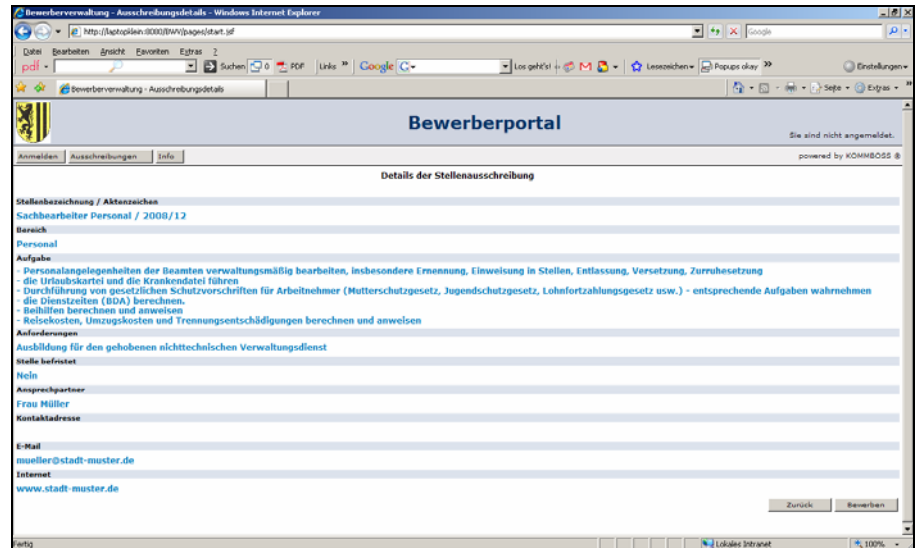 Bewerberverwaltung - Ausschreibungsdetails - Windows Internet Explorer
http://laptopklein:8080/BWV/pages/start.jsf
Google
Datei Bearbeiten Ansicht Favoriten Extras ?
pdf Suchen 0 PDF Links » Google G Los geht's! Lesezeichen Popups okay » Einstellungen
Bewerberverwaltung - Ausschreibungsdetails Seite Extras »
Bewerberportal
Sie sind nicht angemeldet.
Anmelden Ausschreibungen Info powered by KOMMBOSS ®
Details der Stellenausschreibung
Stellenbezeichnung / Aktenzeichen
Sachbearbeiter Personal / 2008/12
Bereich
Personal
Aufgabe
- Personalangelegenheiten der Beamten verwaltungsmäßig bearbeiten, insbesondere Ernennung, Einweisung in Stellen, Entlassung, Versetzung, Zurruhesetzung
- die Urlaubskartei und die Krankendatei führen
- Durchführung von gesetzlichen Schutzvorschriften für Arbeitnehmer (Mutterschutzgesetz, Jugendschutzgesetz, Lohnfortzahlungsgesetz usw.) - entsprechende Aufgaben wahrnehmen
- die Dienstzeiten (BDA) berechnen.
- Beihilfen berechnen und anweisen
- Reisekosten, Umzugskosten und Trennungsentschädigungen berechnen und anweisen
Anforderungen
Ausbildung für den gehobenen nichttechnischen Verwaltungsdienst
Stelle befristet
Nein
Ansprechpartner
Frau Müller
Kontaktadresse
E-Mail
mueller@stadt-muster.de
Internet
www.stadt-muster.de
Zurück Bewerben
Fertig Lokales Intranet 100%